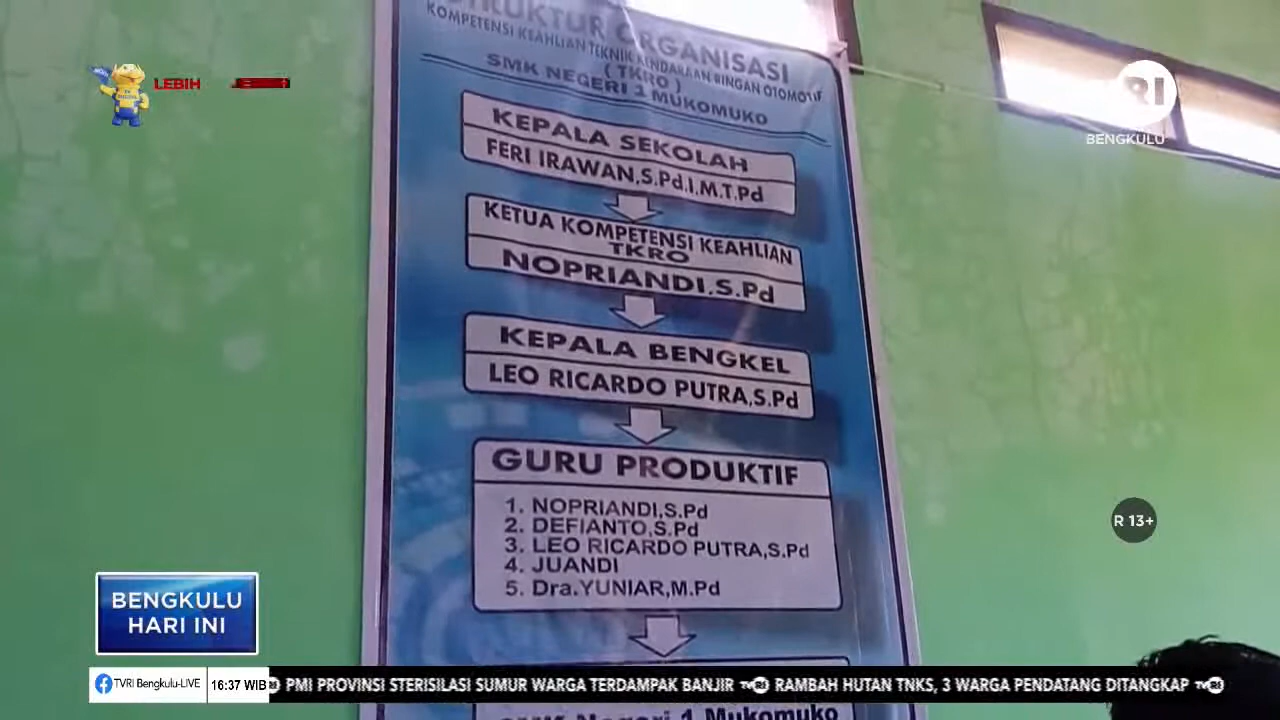 STRUKTUR ORGANISASI
KOMPETENSI KEAHLIAN TEKNIK KENDARAAN RINGAN OTOMOTIF
( TKRO )
SMK NEGERI 1 MUKOMUKO
KEPALA SEKOLAH
FERI IRAWAN,S.Pd.I.M.T.Pd
KETUA KOMPETENSI KEAHLIAN
TKRO
NOPRIANDI.S.Pd
KEPALA BENGKEL
LEO RICARDO PUTRA,S.Pd
GURU PRODUKTIF
1. NOPRIANDI,S.Pd
2. DEFIANTO,S.Pd
3. LEO RICARDO PUTRA,S.Pd
4. JUANDI
5. Dra.YUNIAR,M.Pd
SMK Negeri 1 Mukomuko
LEBIH
TVRI
BENGKULU
R 13+
BENGKULU
HARI INI
TVRI Bengkulu-LIVE
16:37 WIB
PMI PROVINSI STERISILASI SUMUR WARGA TERDAMPAK BANJIR TVRI RAMBAH HUTAN TNKS, 3 WARGA PENDATANG DITANGKAP TVRI